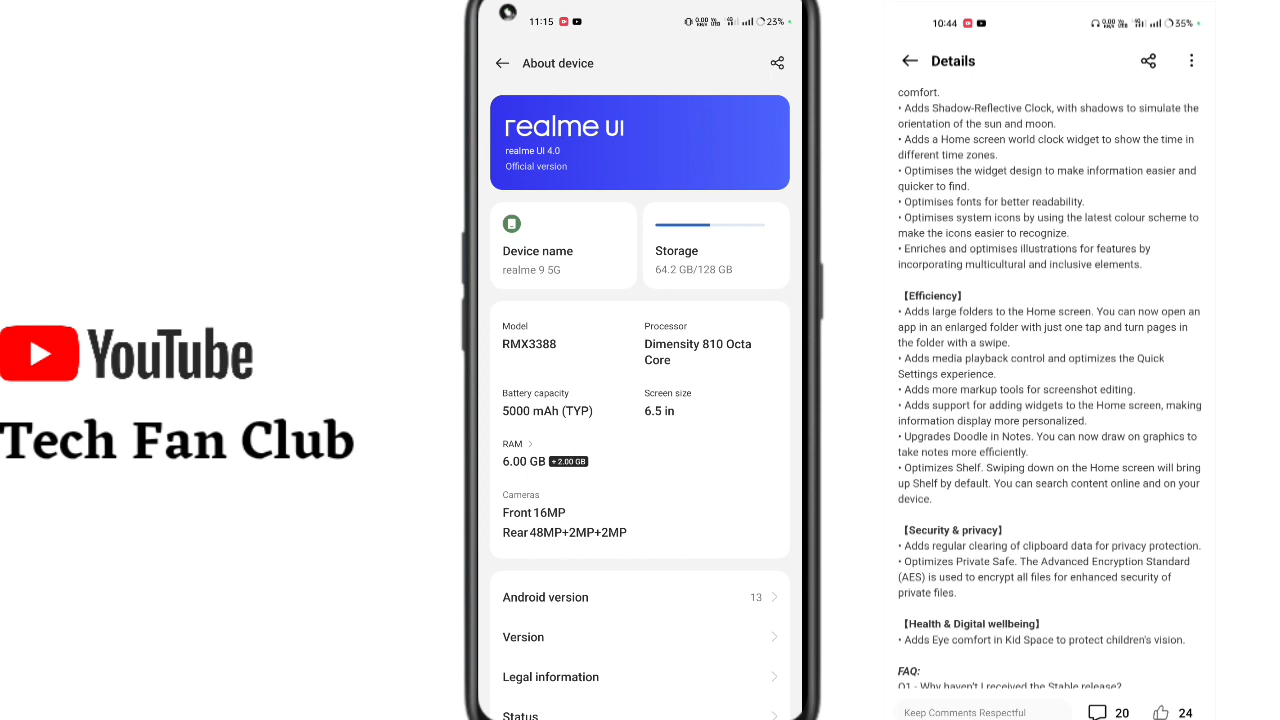 YouTube
Tech Fan Club
11:15
23%
About device
realme UI
realme UI 4.0
Official version
Device name
realme 9 5G
Storage
64.2 GB/128 GB
Model
RMX3388
Processor
Dimensity 810 Octa
Core
Battery capacity
5000 mAh (TYP)
Screen size
6.5 in
RAM
6.00 GB + 2.00 GB
Cameras
Front 16MP
Rear 48MP+2MP+2MP
Android version 13
Version
Legal information
Status
10:44
35%
Details
comfort.
• Adds Shadow-Reflective Clock, with shadows to simulate the
orientation of the sun and moon.
• Adds a Home screen world clock widget to show the time in
different time zones.
• Optimises the widget design to make information easier and
quicker to find.
• Optimises fonts for better readability.
• Optimises system icons by using the latest colour scheme to
make the icons easier to recognize.
• Enriches and optimises illustrations for features by
incorporating multicultural and inclusive elements.
【Efficiency】
• Adds large folders to the Home screen. You can now open an
app in an enlarged folder with just one tap and turn pages in
the folder with a swipe.
• Adds media playback control and optimizes the Quick
Settings experience.
• Adds more markup tools for screenshot editing.
• Adds support for adding widgets to the Home screen, making
information display more personalized.
• Upgrades Doodle in Notes. You can now draw on graphics to
take notes more efficiently.
• Optimizes Shelf. Swiping down on the Home screen will bring
up Shelf by default. You can search content online and on your
device.
【Security & privacy】
• Adds regular clearing of clipboard data for privacy protection.
• Optimizes Private Safe. The Advanced Encryption Standard
(AES) is used to encrypt all files for enhanced security of
private files.
【Health & Digital wellbeing】
• Adds Eye comfort in Kid Space to protect children's vision.
FAQ:
Q1 - Why haven't I received the Stable release?
Keep Comments Respectful
20
24